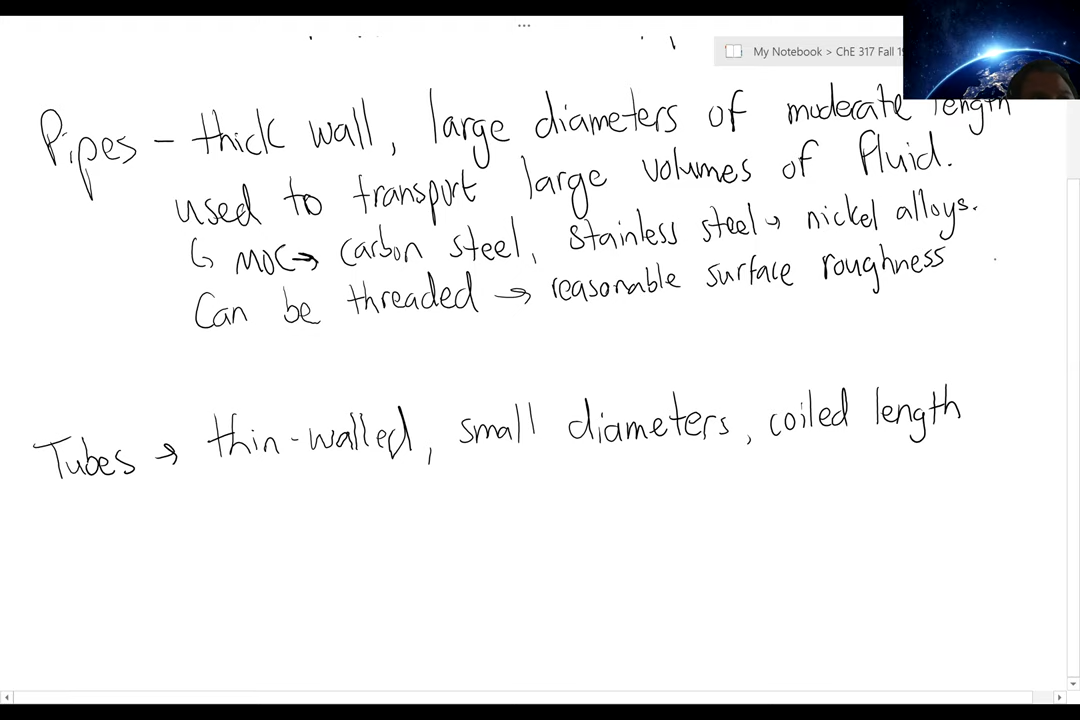 My Notebook > ChE 317 Fall 19
Pipes - thick wall, large diameters of moderate length
used to transport large volumes of fluid.
↳ MOC → carbon steel, stainless steel, nickel alloys.
Can be threaded → reasonable surface roughness
Tubes → thin-walled, small diameters, coiled length